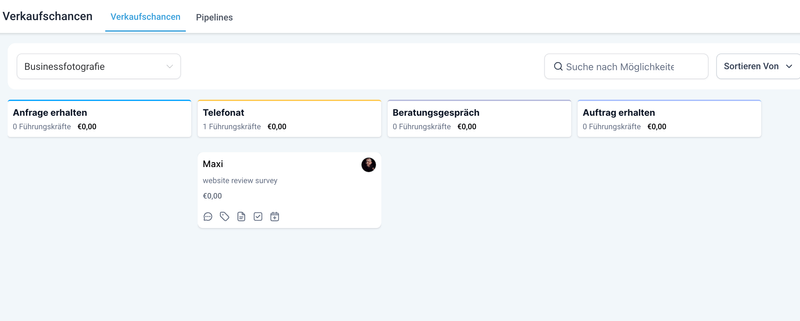 Verkaufschancen Verkaufschancen Pipelines
Businessfotografie Suche nach Möglichkeite Sortieren Von
Anfrage erhalten Telefonat Beratungsgespräch Auftrag erhalten
0 Führungskräfte €0,00 1 Führungskräfte €0,00 0 Führungskräfte €0,00 0 Führungskräfte €0,00
Maxi
website review survey
€0,00